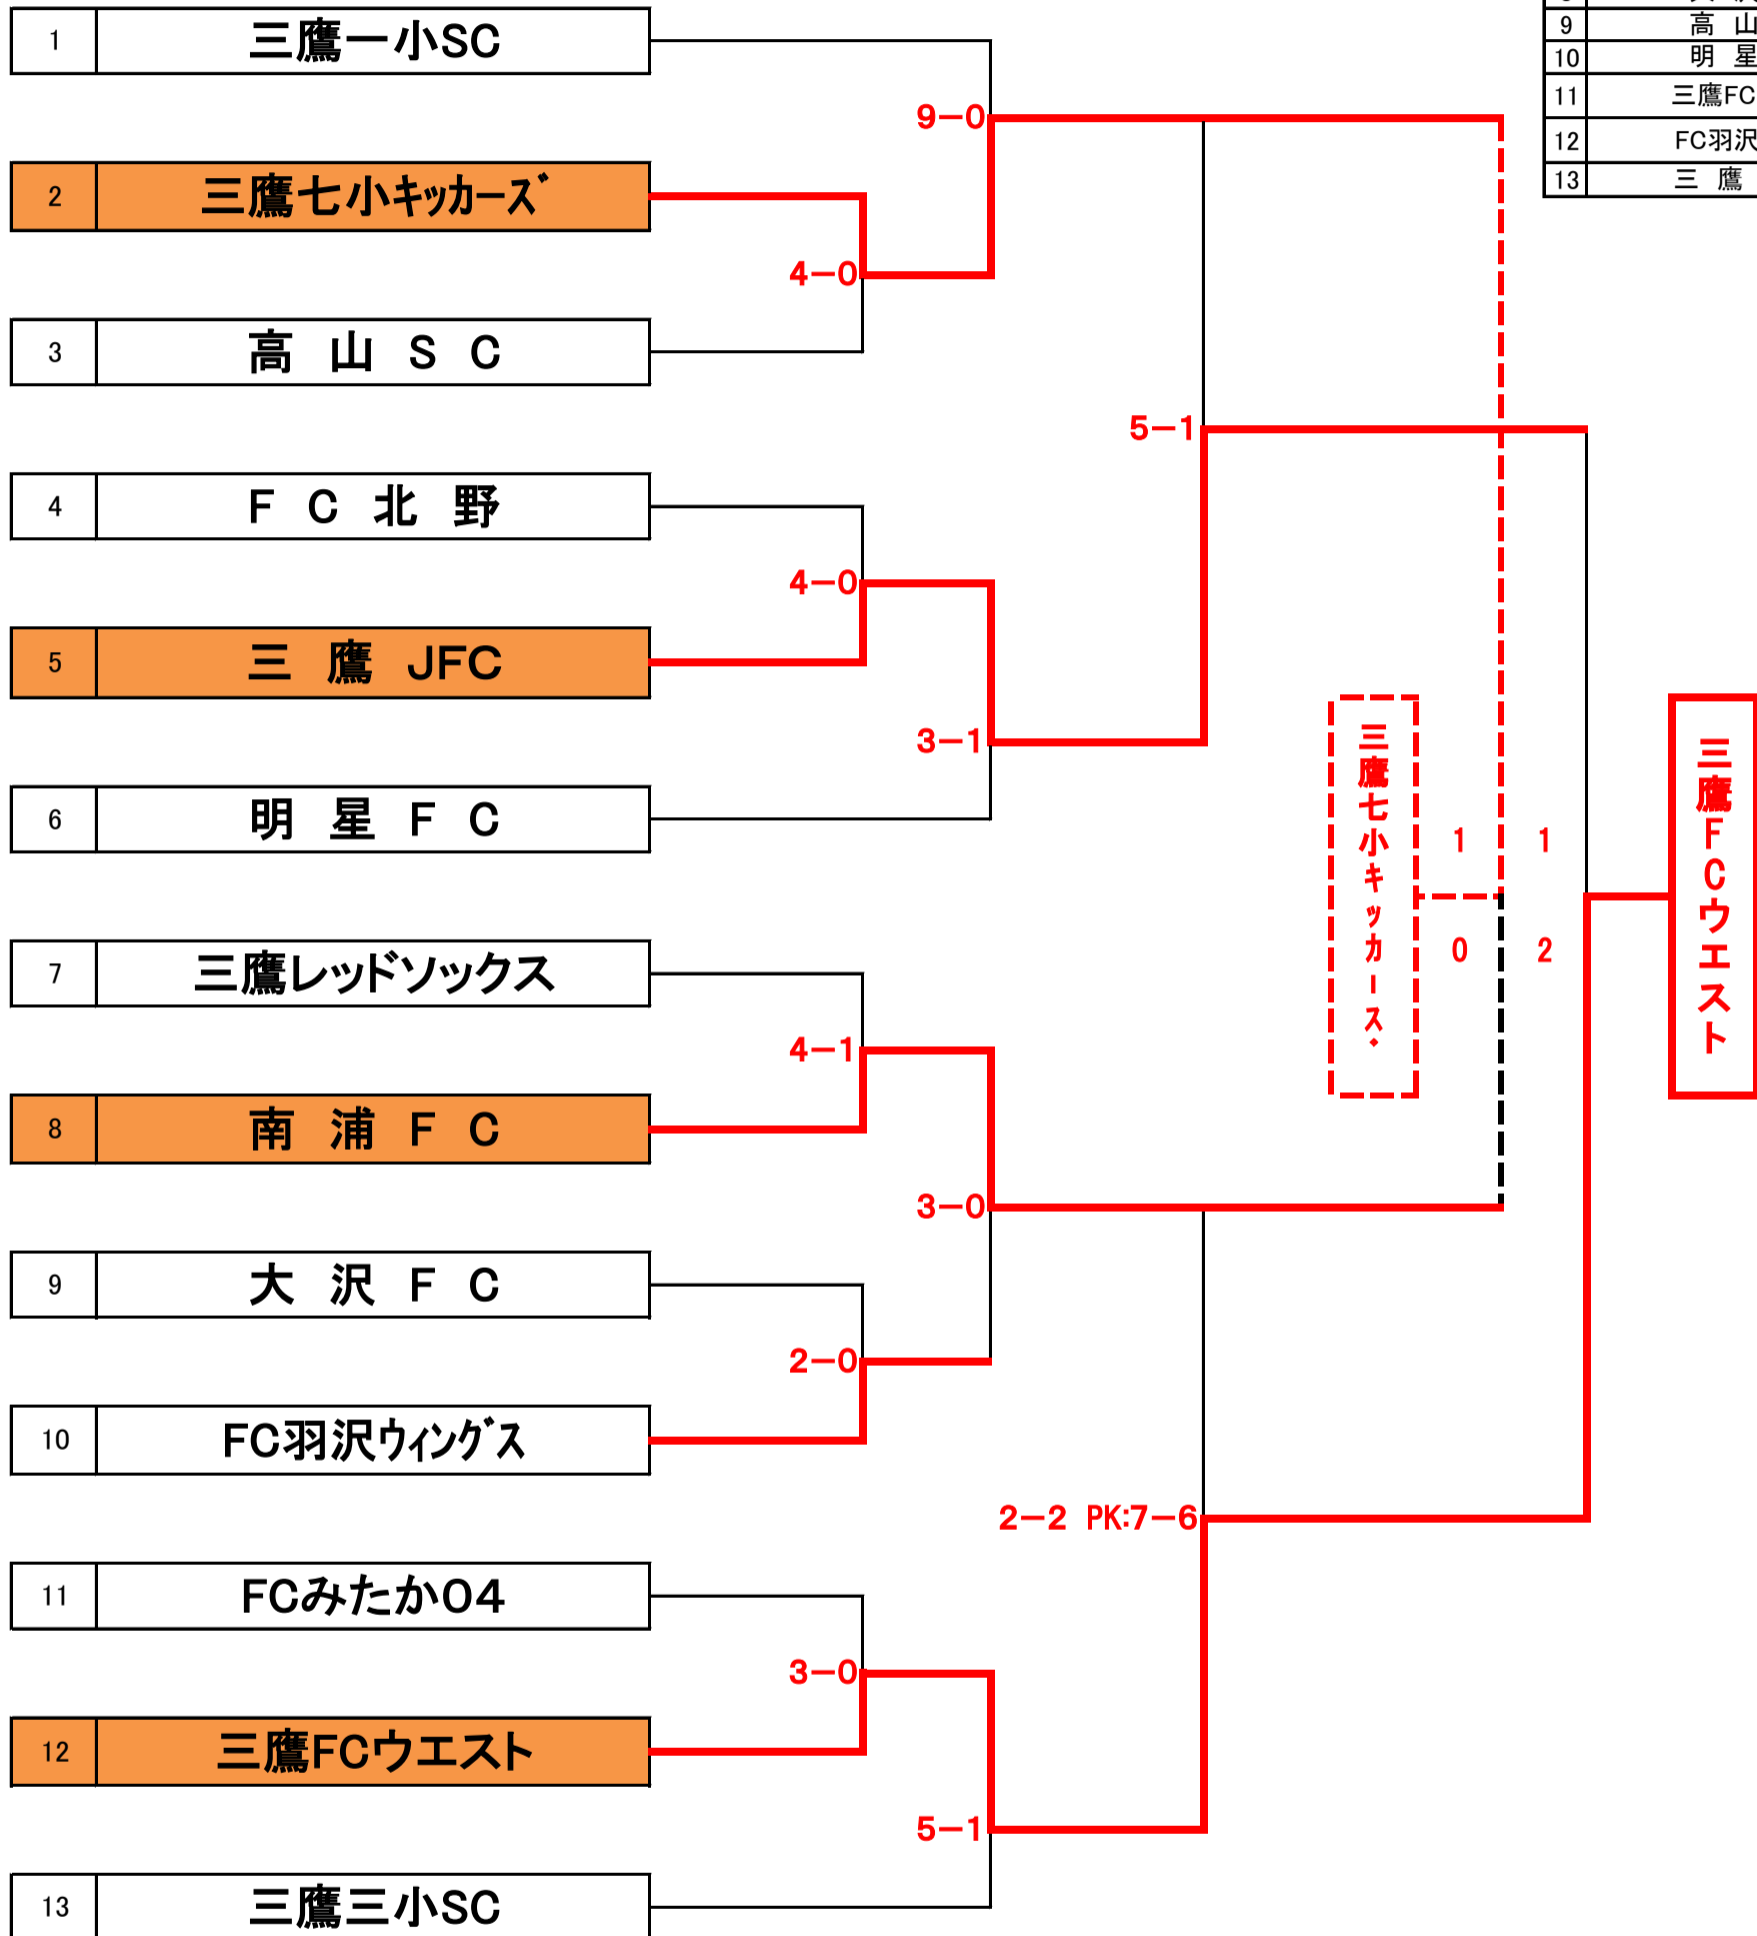 1 三鷹一小SC
9 高 山
10 明 星
11 三鷹FC
9-0
12 FC羽沢
2 三鷹七小キッカーズ
13 三 鷹
4-0
3 高 山 S C
5-1
4 F C 北 野
4-0
5 三 鷹 JFC
3-1
三鷹七小キッカーズ
三鷹FCウエスト
6 明 星 F C
1 1
0 2
7 三鷹レッドソックス
4-1
8 南 浦 F C
3-0
9 大 沢 F C
2-0
10 FC羽沢ウィングス
2-2 PK:7-6
11 FCみたか04
3-0
12 三鷹FCウエスト
5-1
13 三鷹三小SC